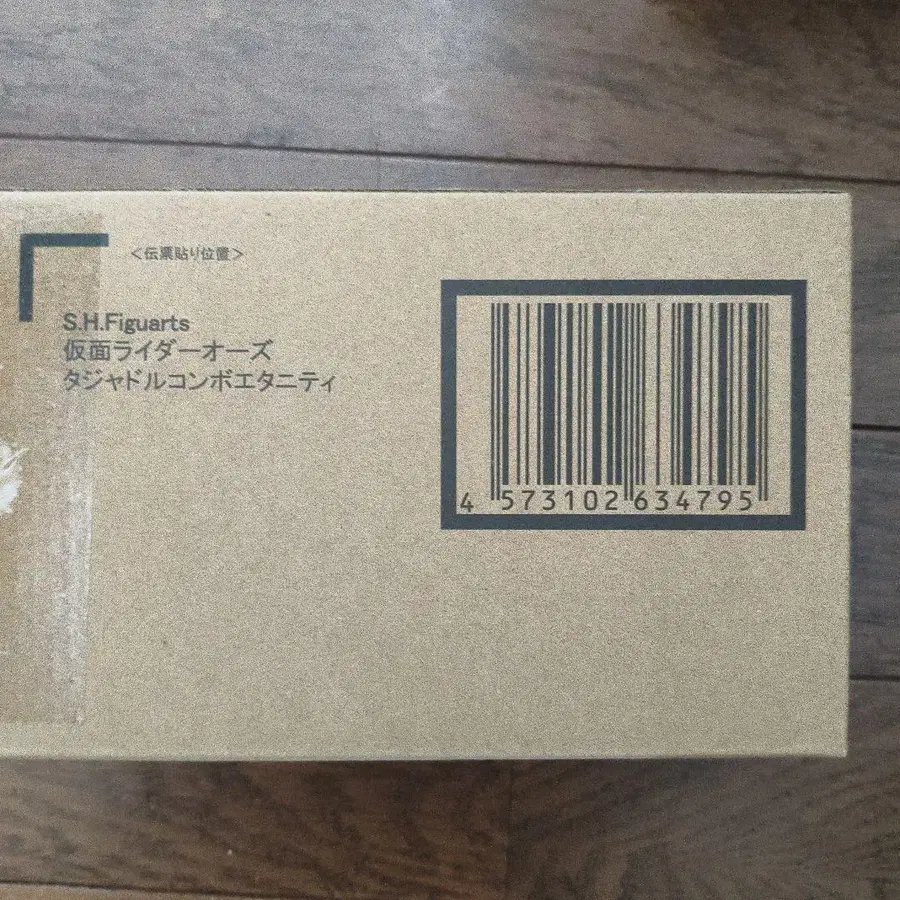 <伝票貼り位置>
S.H.Figuarts
仮面ライダーオーズ
タジャドルコンボエタニティ
4 573102 634795